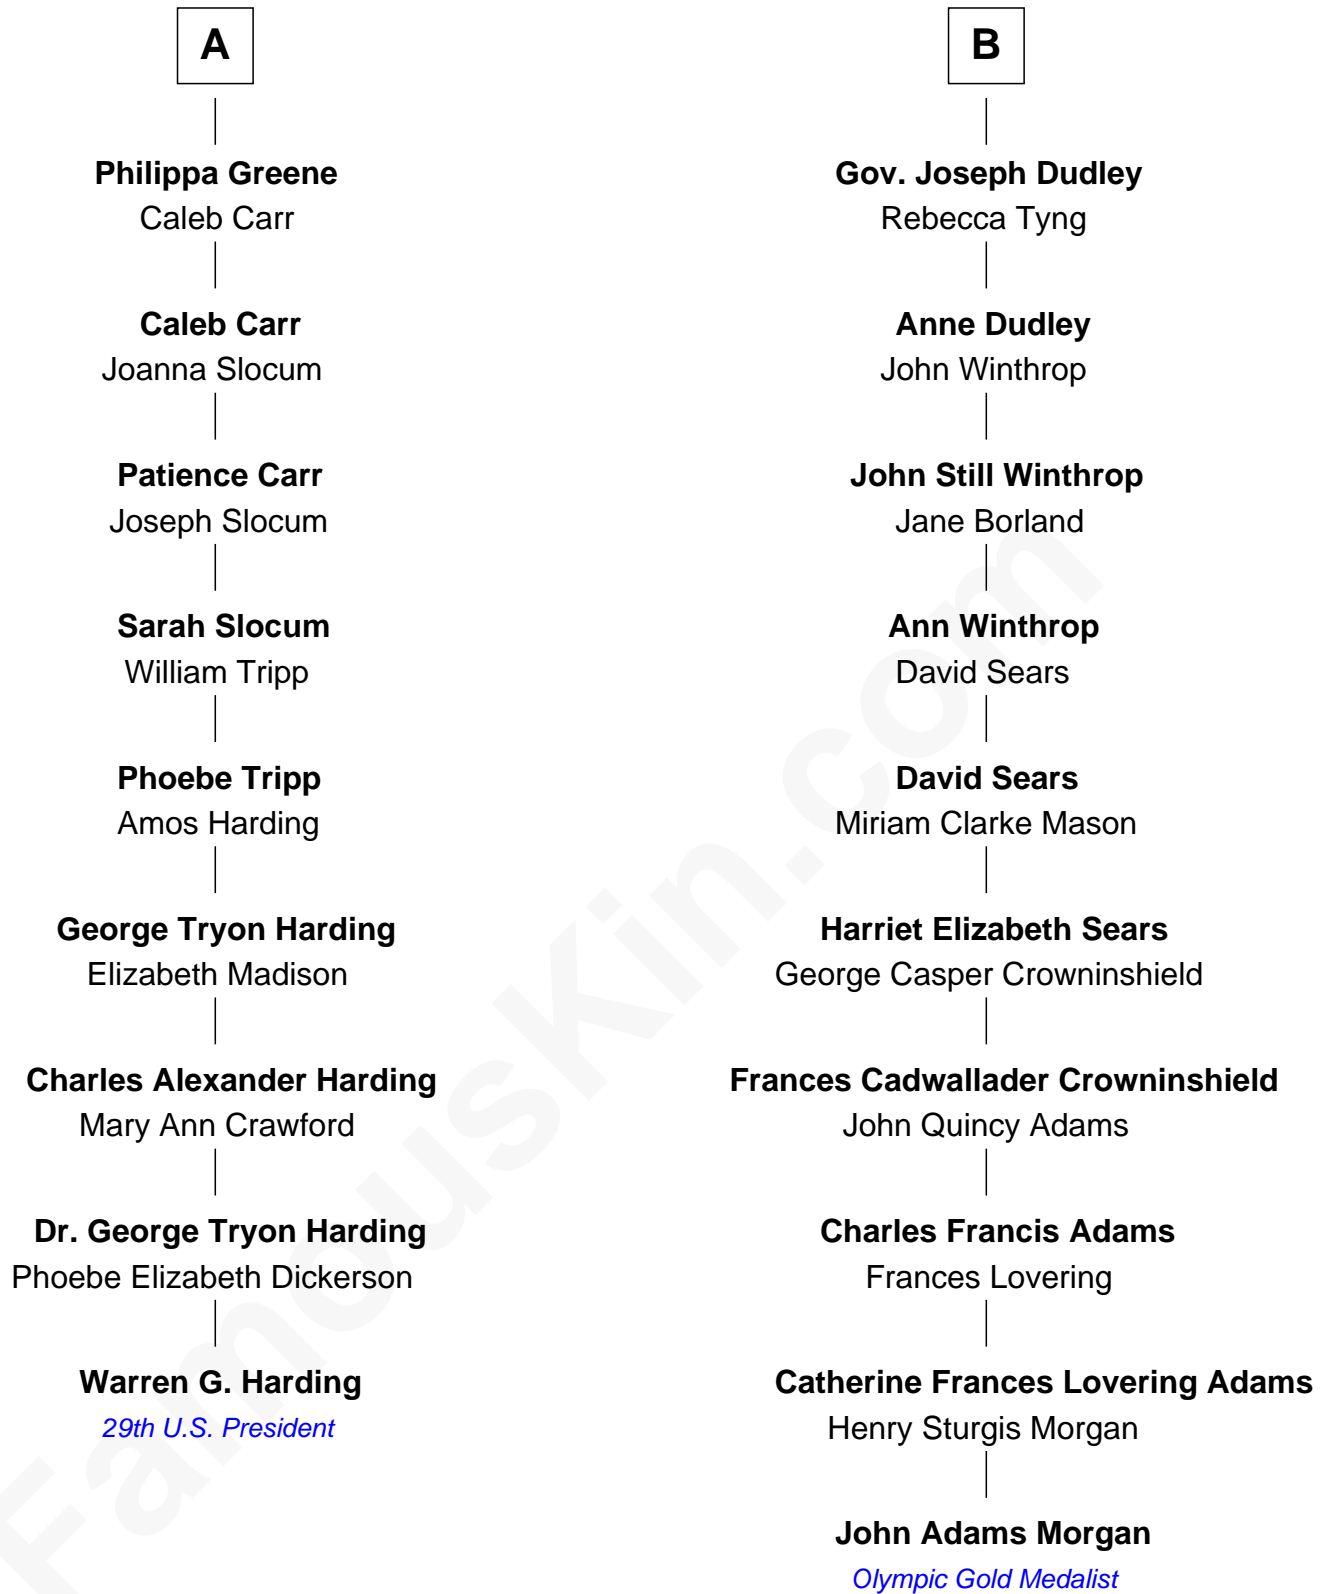 A
Philippa Greene
Caleb Carr
Caleb Carr
Joanna Slocum
Patience Carr
Joseph Slocum
Sarah Slocum
William Tripp
Phoebe Tripp
Amos Harding
George Tryon Harding
Elizabeth Madison
Charles Alexander Harding
Mary Ann Crawford
Dr. George Tryon Harding
Phoebe Elizabeth Dickerson
Warren G. Harding
29th U.S. President
B
Gov. Joseph Dudley
Rebecca Tyng
Anne Dudley
John Winthrop
John Still Winthrop
Jane Borland
Ann Winthrop
David Sears
David Sears
Miriam Clarke Mason
Harriet Elizabeth Sears
George Casper Crowninshield
Frances Cadwallader Crowninshield
John Quincy Adams
Charles Francis Adams
Frances Lovering
Catherine Frances Lovering Adams
Henry Sturgis Morgan
John Adams Morgan
Olympic Gold Medalist
FamousKin.com